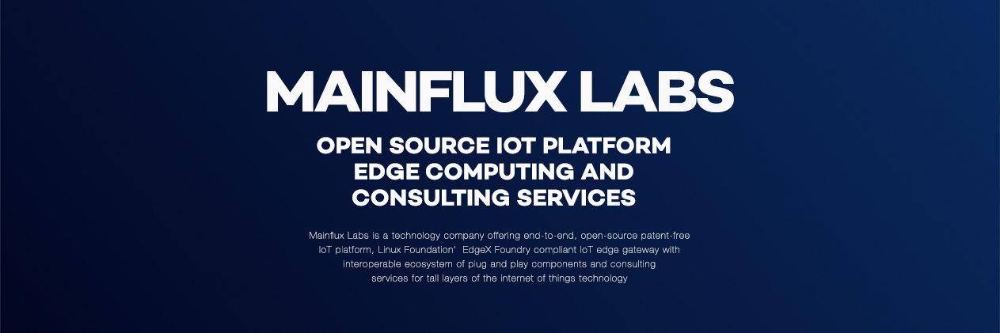 MAINFLUX LABS
OPEN SOURCE IOT PLATFORM
EDGE COMPUTING AND
CONSULTING SERVICES
Mainflux Labs is a technology company offering end-to-end, open-source patent-free
IoT platform, Linux Foundation' EdgeX Foundry compliant IoT edge gateway with
interoperable ecosystem of plug and play components and consulting
services for tall layers of the internet of things technology